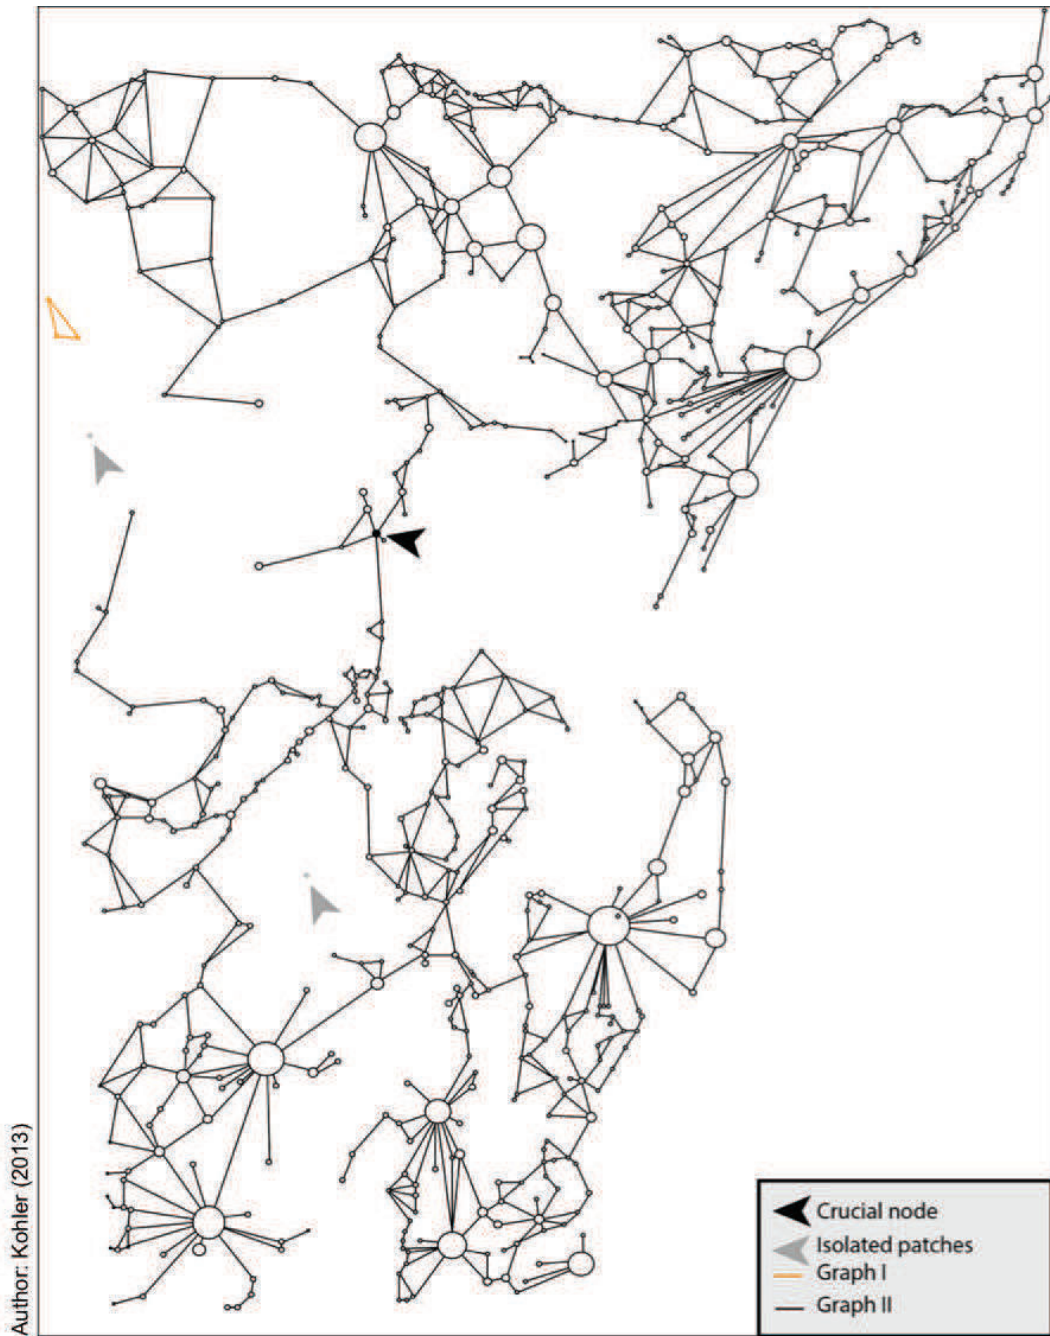 Author: Kohler (2013)
Crucial node
Isolated patches
Graph I
Graph II